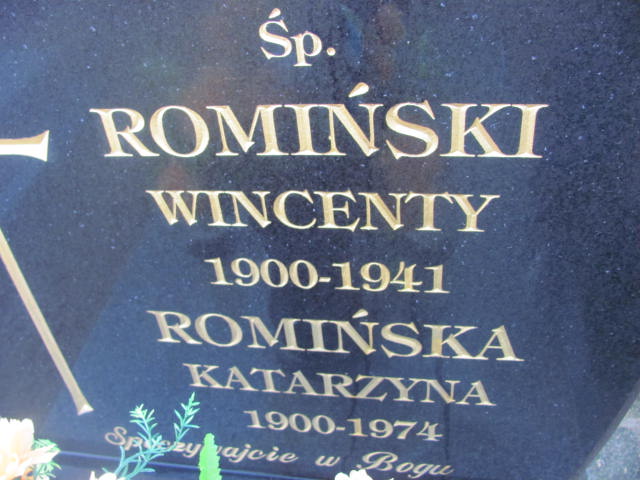 Śp.
ROMIŃSKI
WINCENTY
1900-1941
ROMIŃSKA
KATARZYNA
1900-1974
Spoczywajcie w Bogu